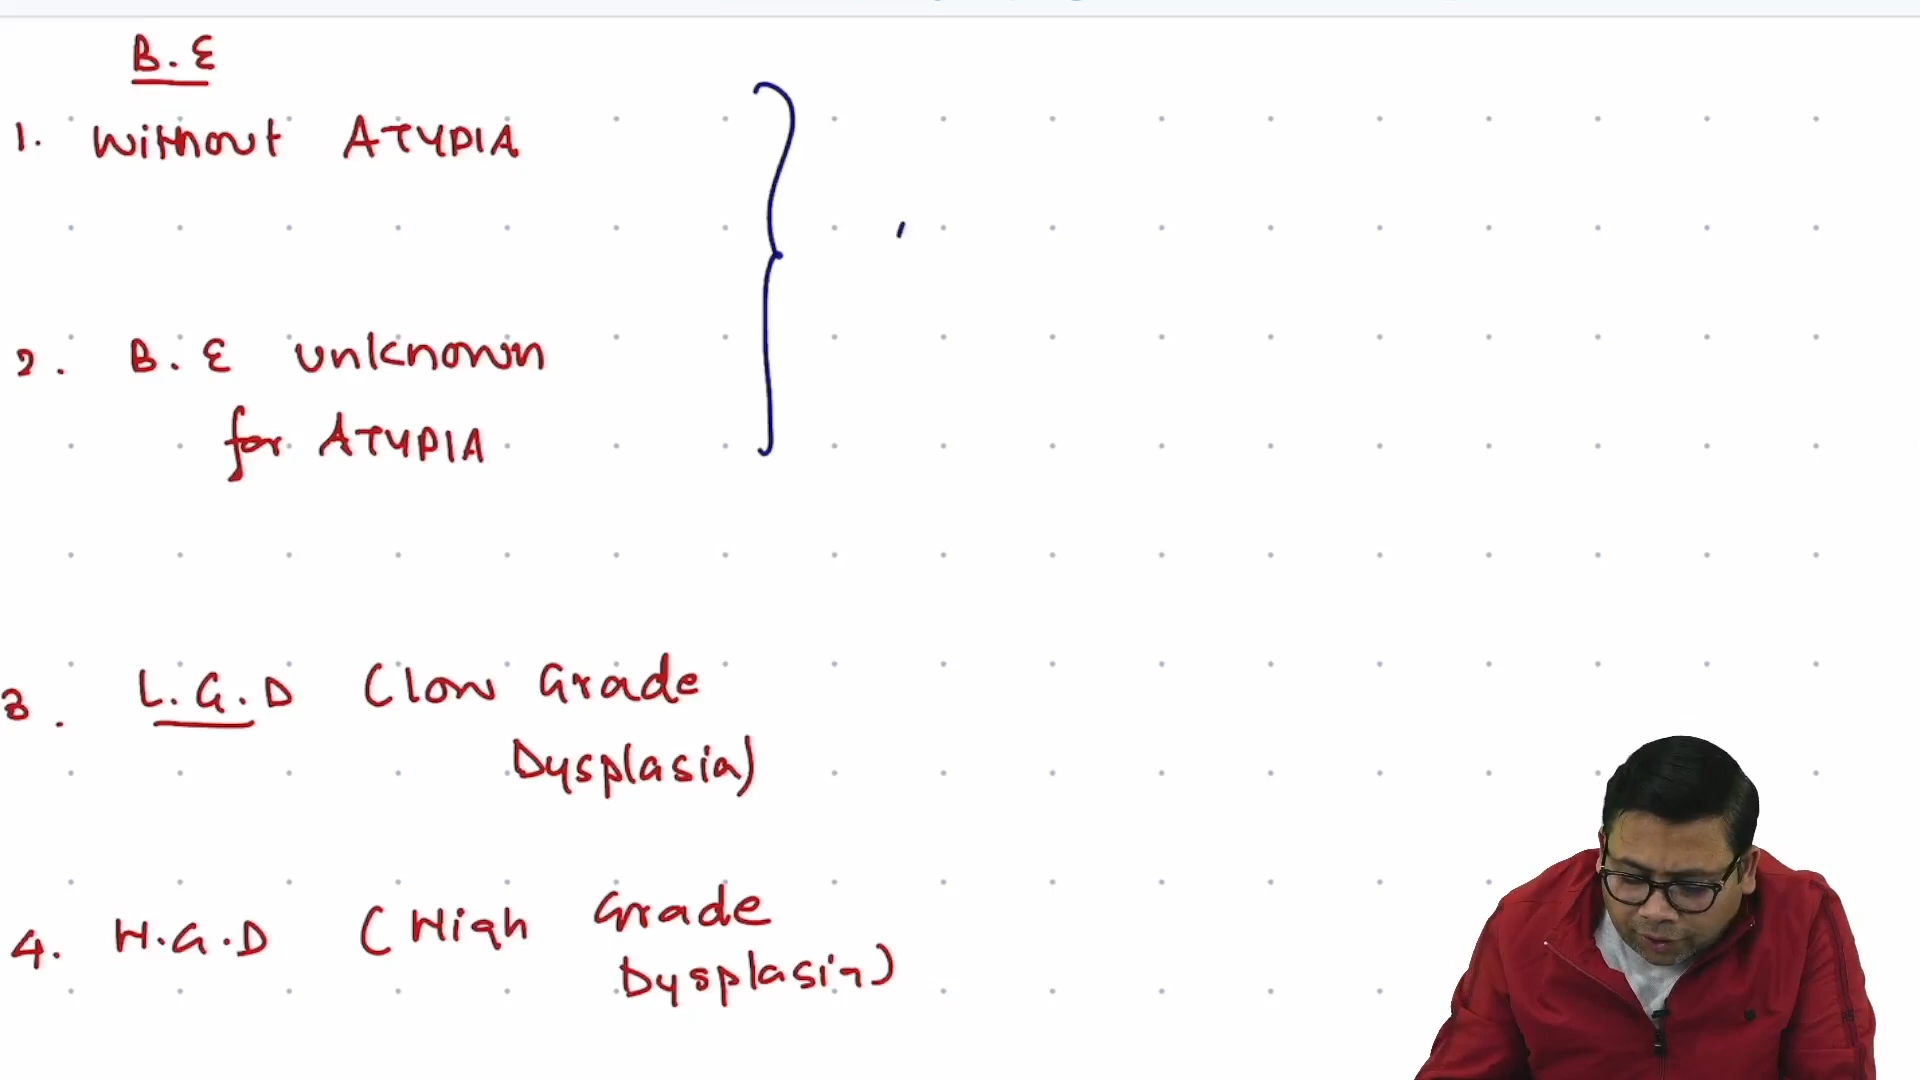 B. E
1. Without ATYPIA
2. B. E unknown
for ATYPIA
3. L.G.D (low Grade
Dysplasia)
4. H.G.D (High Grade
Dysplasia)